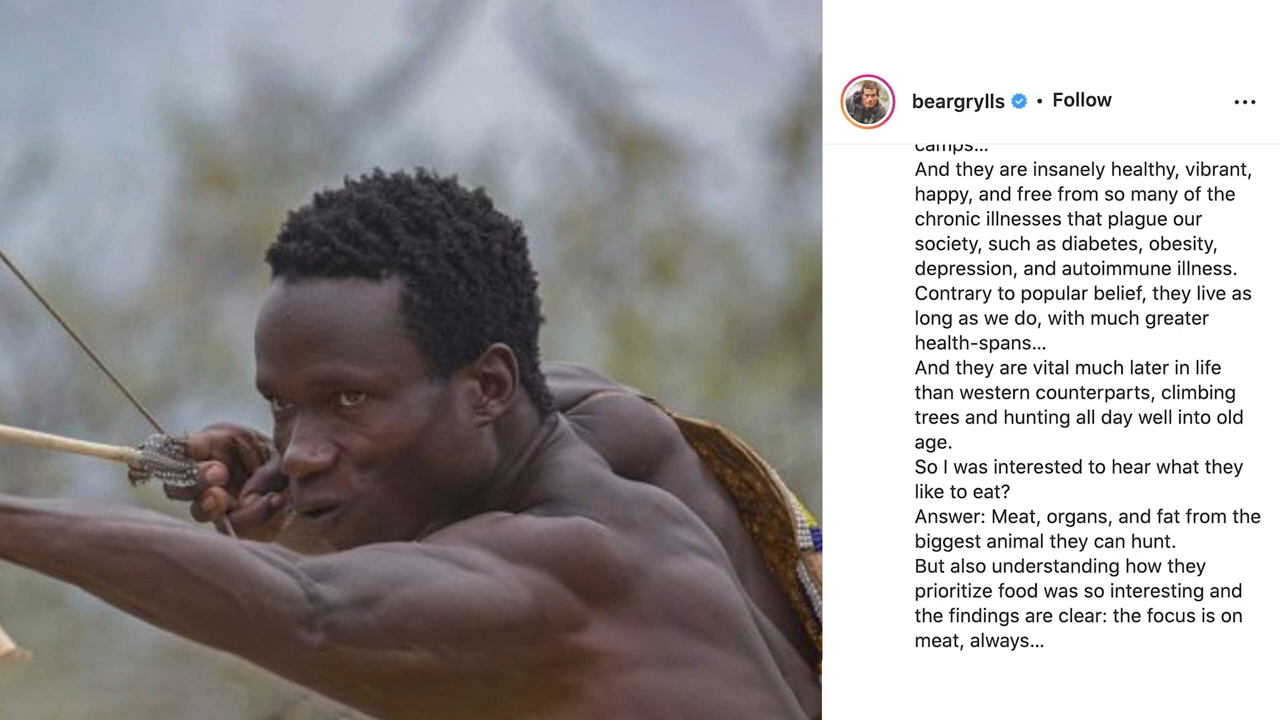 beargrylls • Follow
camps...
And they are insanely healthy, vibrant,
happy, and free from so many of the
chronic illnesses that plague our
society, such as diabetes, obesity,
depression, and autoimmune illness.
Contrary to popular belief, they live as
long as we do, with much greater
health-spans...
And they are vital much later in life
than western counterparts, climbing
trees and hunting all day well into old
age.
So I was interested to hear what they
like to eat?
Answer: Meat, organs, and fat from the
biggest animal they can hunt.
But also understanding how they
prioritize food was so interesting and
the findings are clear: the focus is on
meat, always...